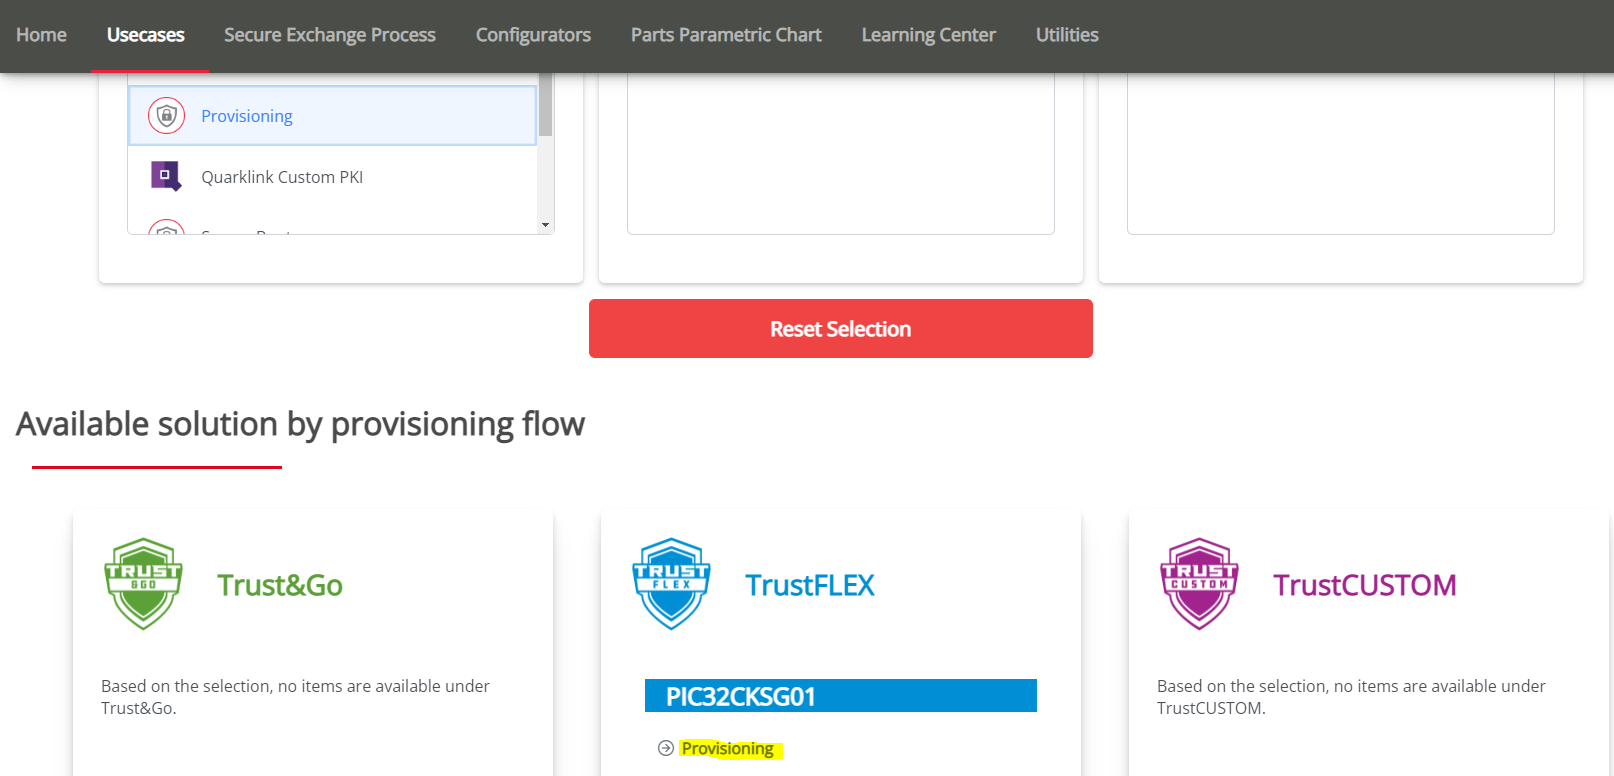 Home Usecases Secure Exchange Process Configurators Parts Parametric Chart Learning Center Utilities
Provisioning
Quarklink Custom PKI
Reset Selection
Available solution by provisioning flow
TRUST
&GO
Trust&Go
TRUST
FLEX
TrustFLEX
TRUST
CUSTOM
TrustCUSTOM
Based on the selection, no items are available under
Trust&Go.
PIC32CKSG01
Provisioning
Based on the selection, no items are available under
TrustCUSTOM.